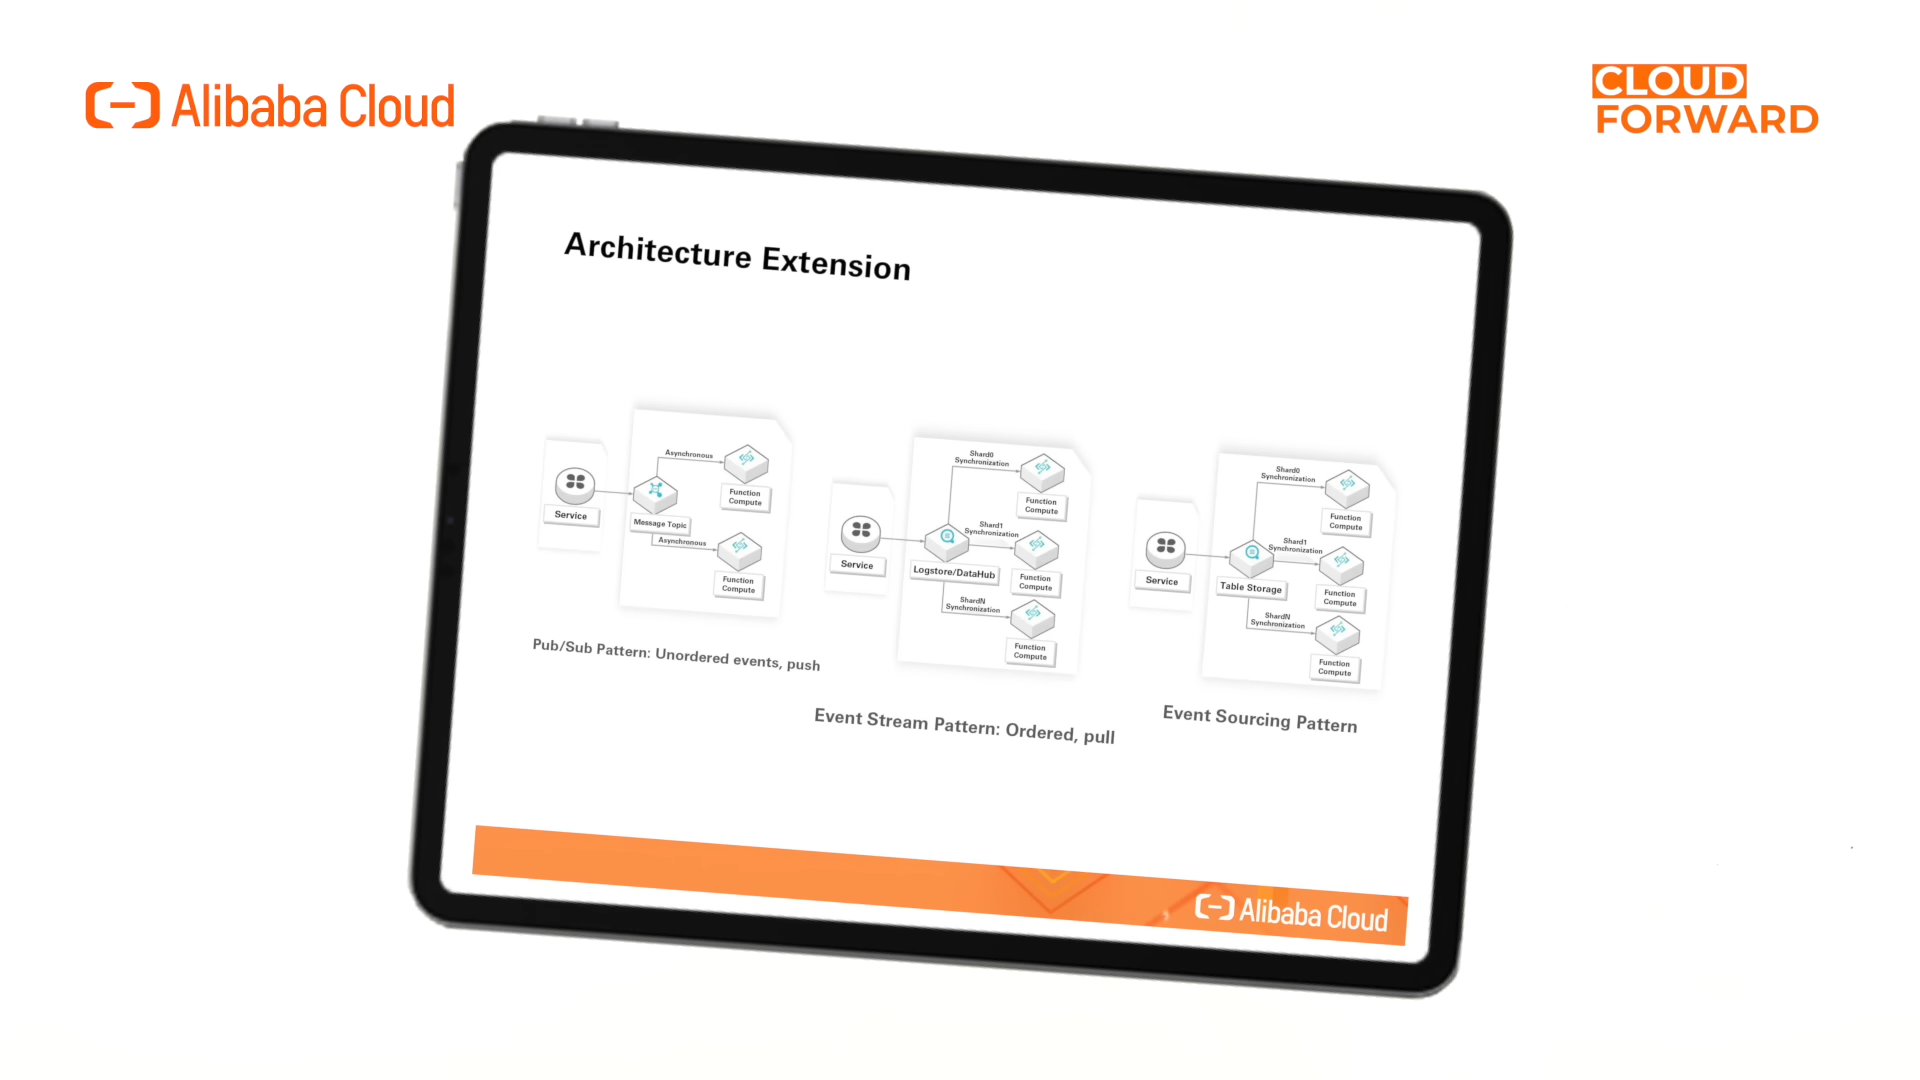 Alibaba Cloud
CLOUD
FORWARD
Architecture Extension
Service
Message Topic
Asynchronous
Function
Compute
Asynchronous
Function
Compute
Pub/Sub Pattern: Unordered events, push
Service
Logstore/DataHub
Shard0
Synchronization
Function
Compute
Shard1
Synchronization
Function
Compute
ShardN
Synchronization
Function
Compute
Event Stream Pattern: Ordered, pull
Service
Table Storage
Shard0
Synchronization
Function
Compute
Shard1
Synchronization
Function
Compute
ShardN
Synchronization
Function
Compute
Event Sourcing Pattern
Alibaba Cloud